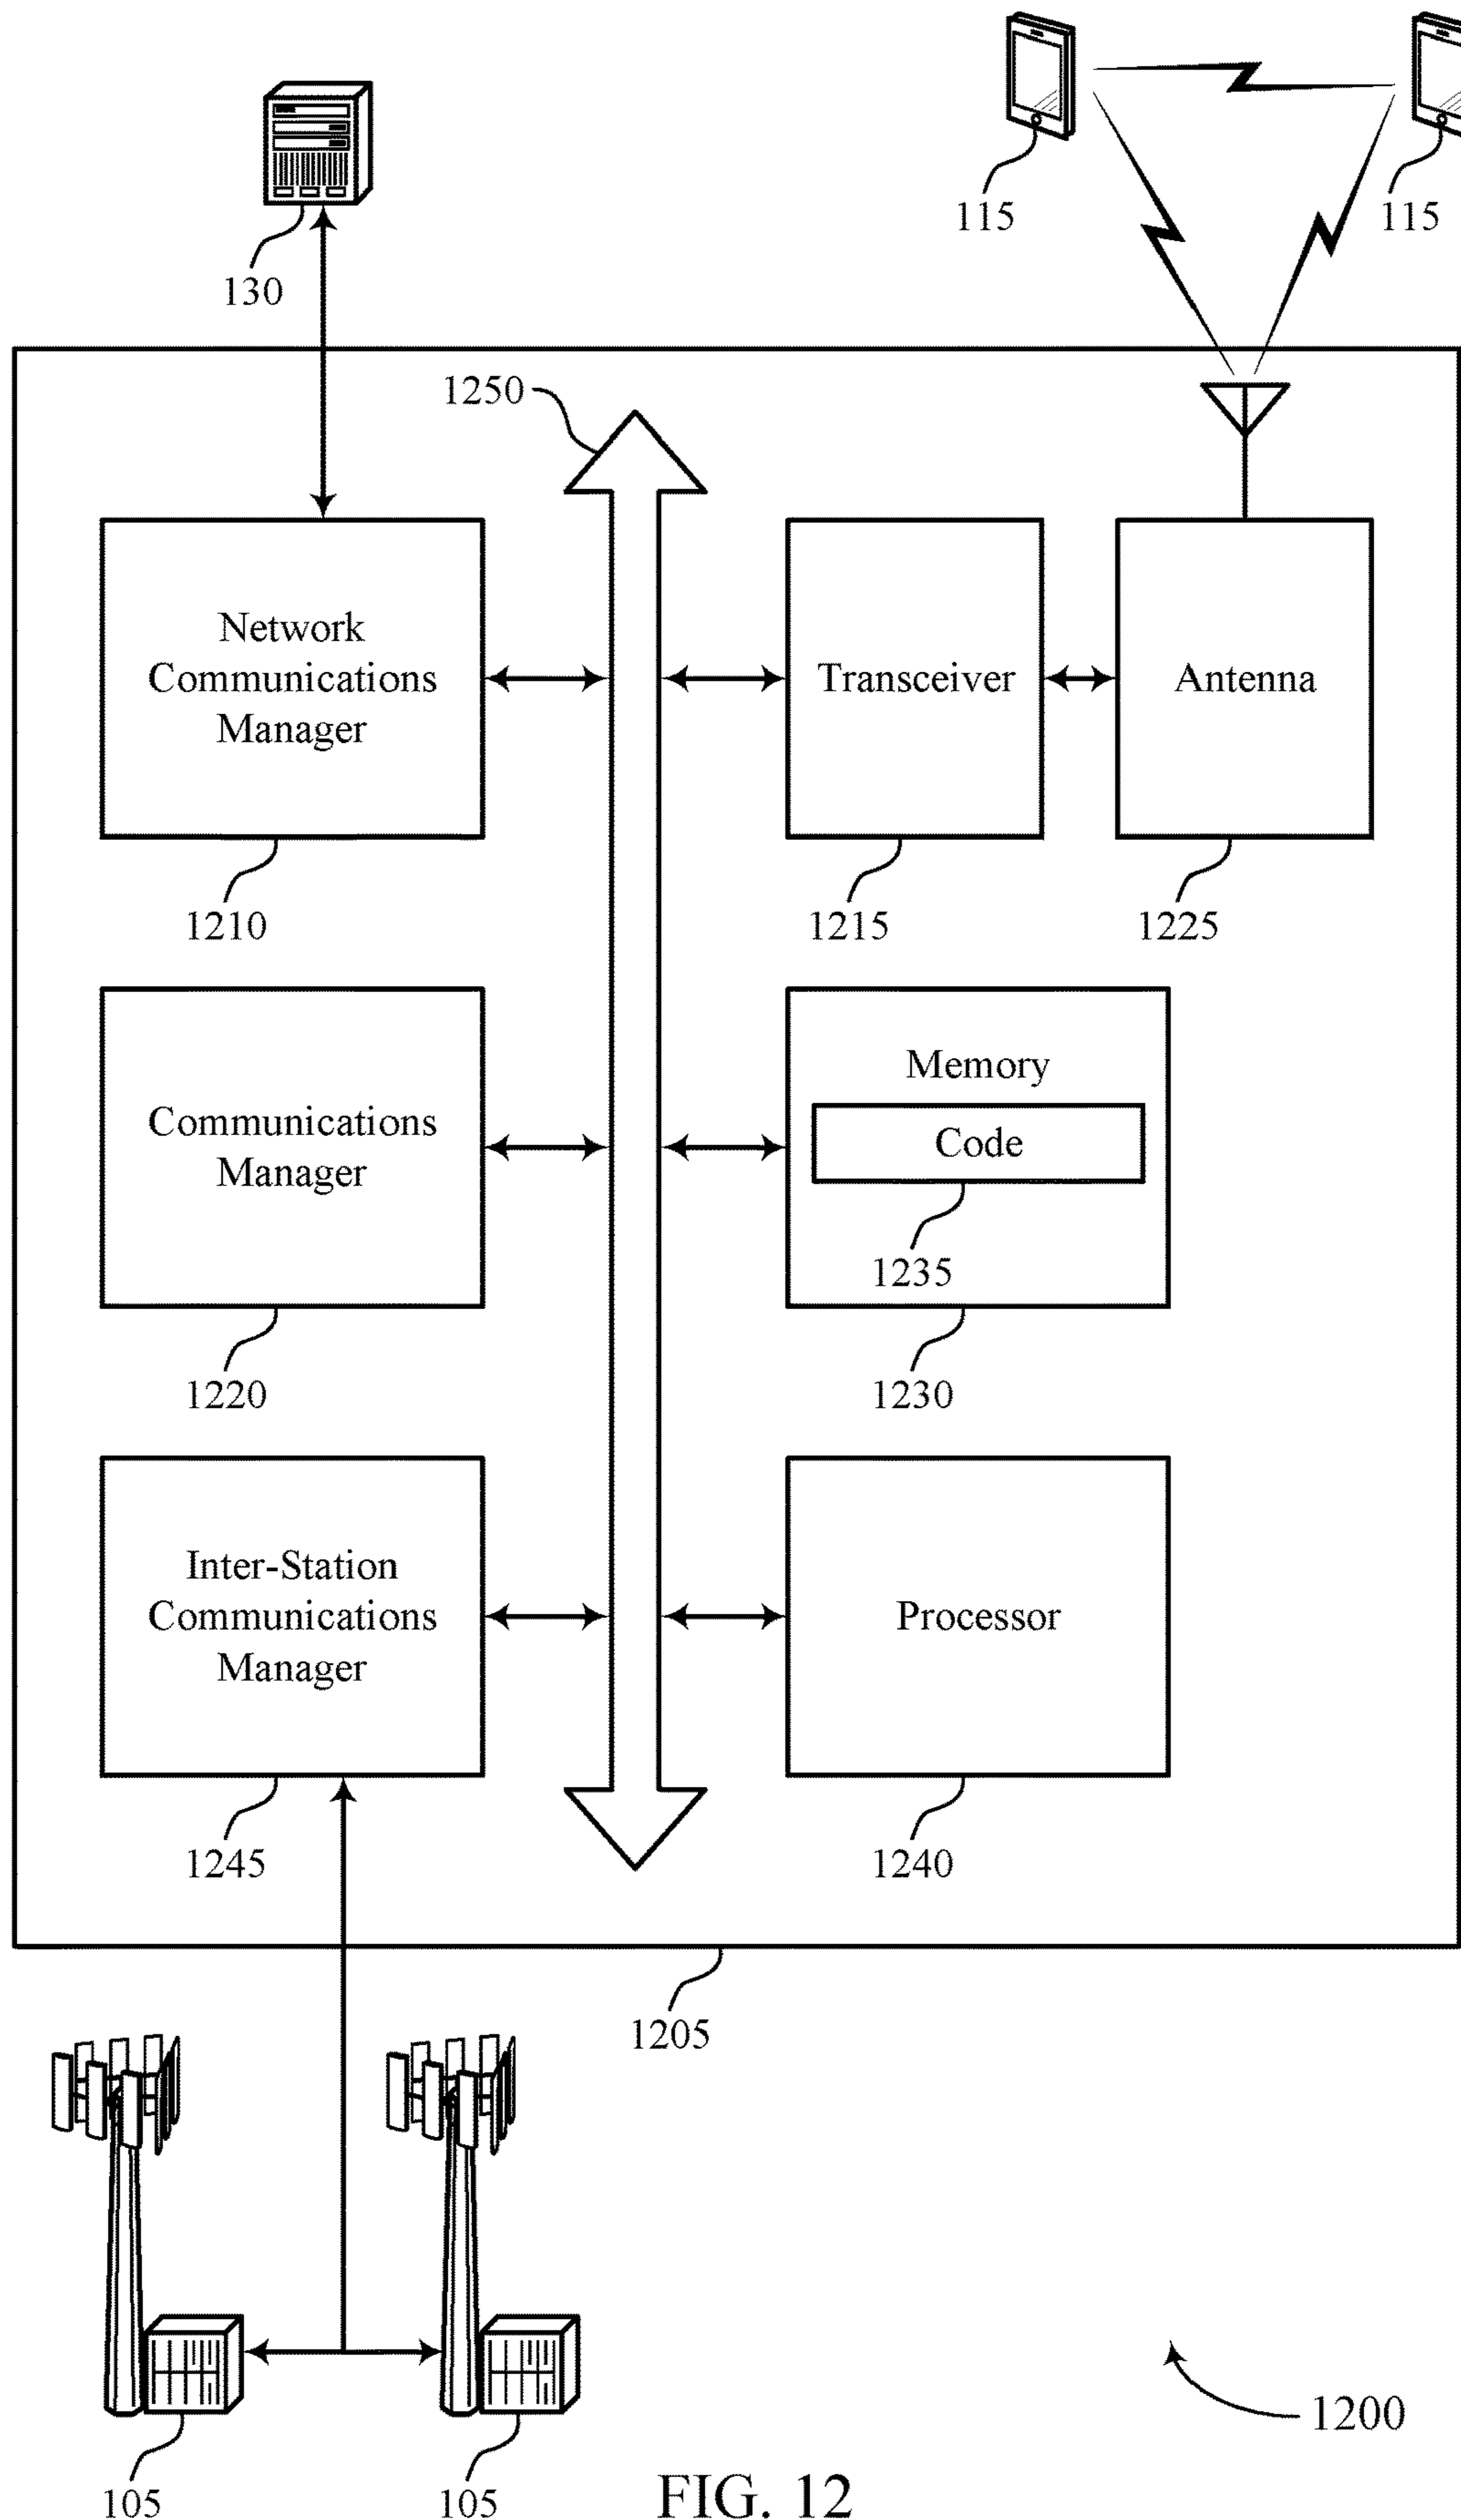 115
115
130
1250
Network
Communications
Manager
Transceiver
Antenna
1210
1215
1225
Communications
Manager
Memory
Code
1235
1220
1230
Inter-Station
Communications
Manager
Processor
1245
1240
1205
1200
105
105
FIG. 12